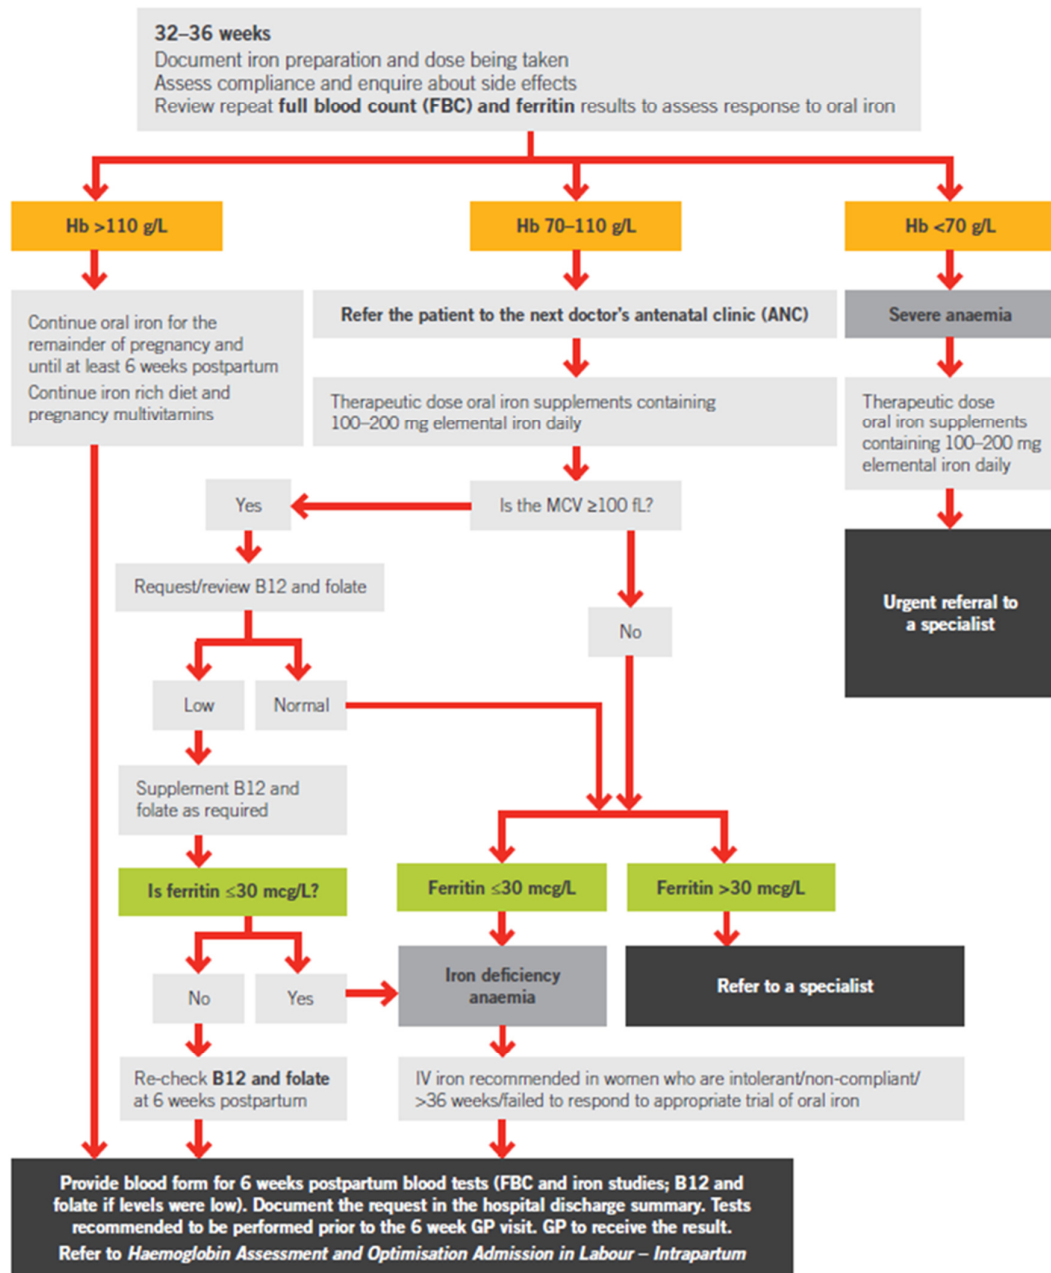 32–36 weeks
Document iron preparation and dose being taken
Assess compliance and enquire about side effects
Review repeat full blood count (FBC) and ferritin results to assess response to oral iron
Hb >110 g/L
Hb 70–110 g/L
Hb <70 g/L
Continue oral iron for the
remainder of pregnancy and
until at least 6 weeks postpartum
Continue iron rich diet and
pregnancy multivitamins
Refer the patient to the next doctor's antenatal clinic (ANC)
Severe anaemia
Therapeutic dose oral iron supplements containing
100–200 mg elemental iron daily
Therapeutic dose
oral iron supplements
containing 100–200 mg
elemental iron daily
Yes
Is the MCV ≥100 fL?
Request/review B12 and folate
No
Urgent referral to
a specialist
Low
Normal
Supplement B12 and
folate as required
Is ferritin ≤30 mcg/L?
Ferritin ≤30 mcg/L
Ferritin >30 mcg/L
No
Yes
Iron deficiency
anaemia
Refer to a specialist
Re-check B12 and folate
at 6 weeks postpartum
IV iron recommended in women who are intolerant/non-compliant/
>36 weeks/failed to respond to appropriate trial of oral iron
Provide blood form for 6 weeks postpartum blood tests (FBC and iron studies; B12 and
folate if levels were low). Document the request in the hospital discharge summary. Tests
recommended to be performed prior to the 6 week GP visit. GP to receive the result.
Refer to Haemoglobin Assessment and Optimisation Admission in Labour – Intrapartum